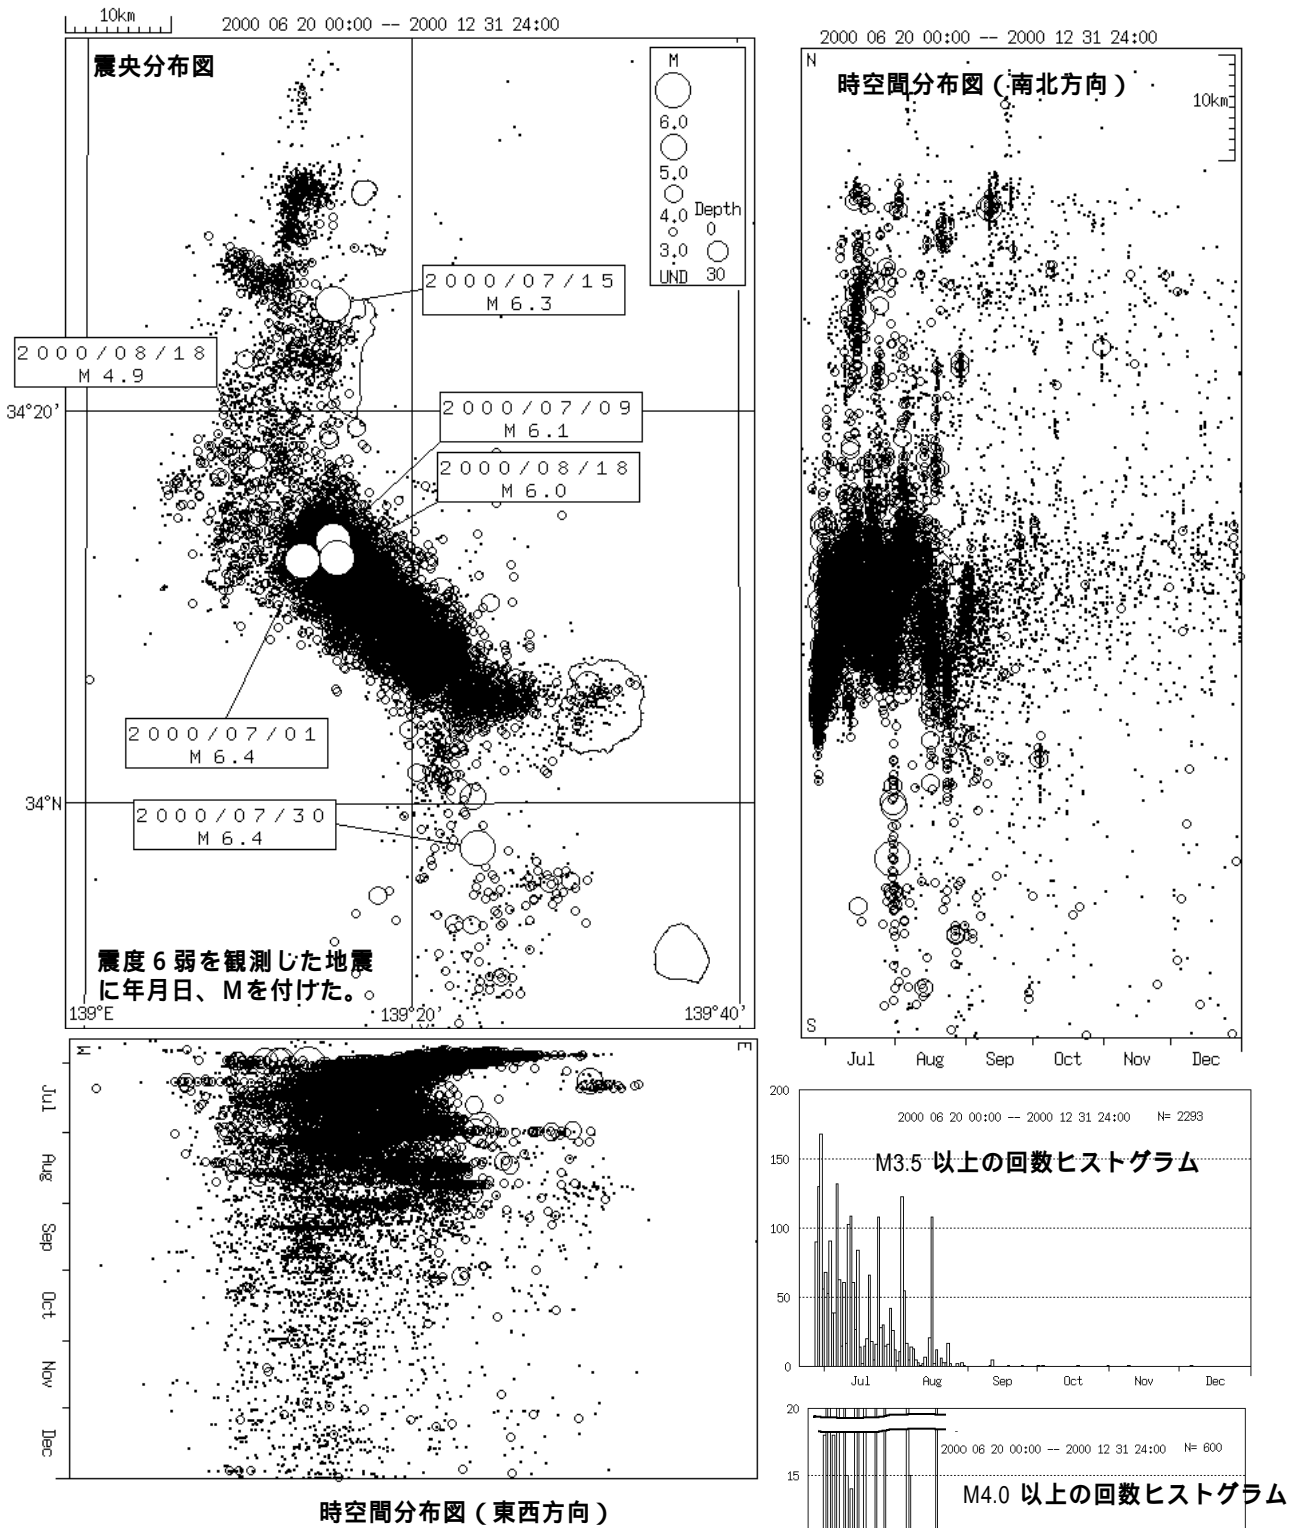 10km
2000 06 20 00:00 -- 2000 12 31 24:00
震央分布図
M
6.0
5.0
4.0
3.0
UND
Depth
0
30
2000/07/15
M 6.3
2000/08/18
M 4.9
34°20'
2000/07/09
M 6.1
2000/08/18
M 6.0
2000/07/01
M 6.4
34°N
2000/07/30
M 6.4
震度6弱を観測した地震
に年月日、Mを付けた。
139°E
139°20'
139°40'
2000 06 20 00:00 -- 2000 12 31 24:00
N
時空間分布図(南北方向)
10km
S
Jul Aug Sep Oct Nov Dec
W
E
Jul
Aug
Sep
Oct
Nov
Dec
時空間分布図(東西方向)
200
150
100
50
0
2000 06 20 00:00 -- 2000 12 31 24:00 N= 2293
M3.5 以上の回数ヒストグラム
Jul Aug Sep Oct Nov Dec
20
15
2000 06 20 00:00 -- 2000 12 31 24:00 N= 600
M4.0 以上の回数ヒストグラム